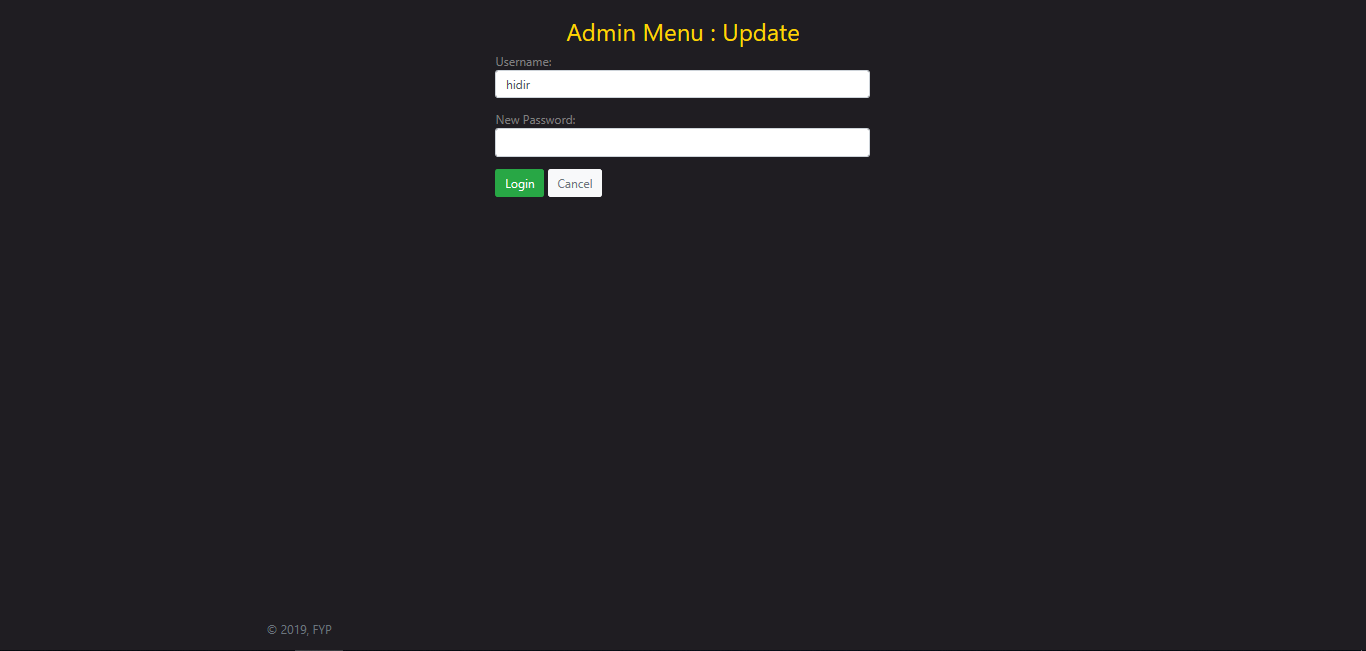 Admin Menu : Update
Username:
hidir
New Password:
Login Cancel
© 2019, FYP